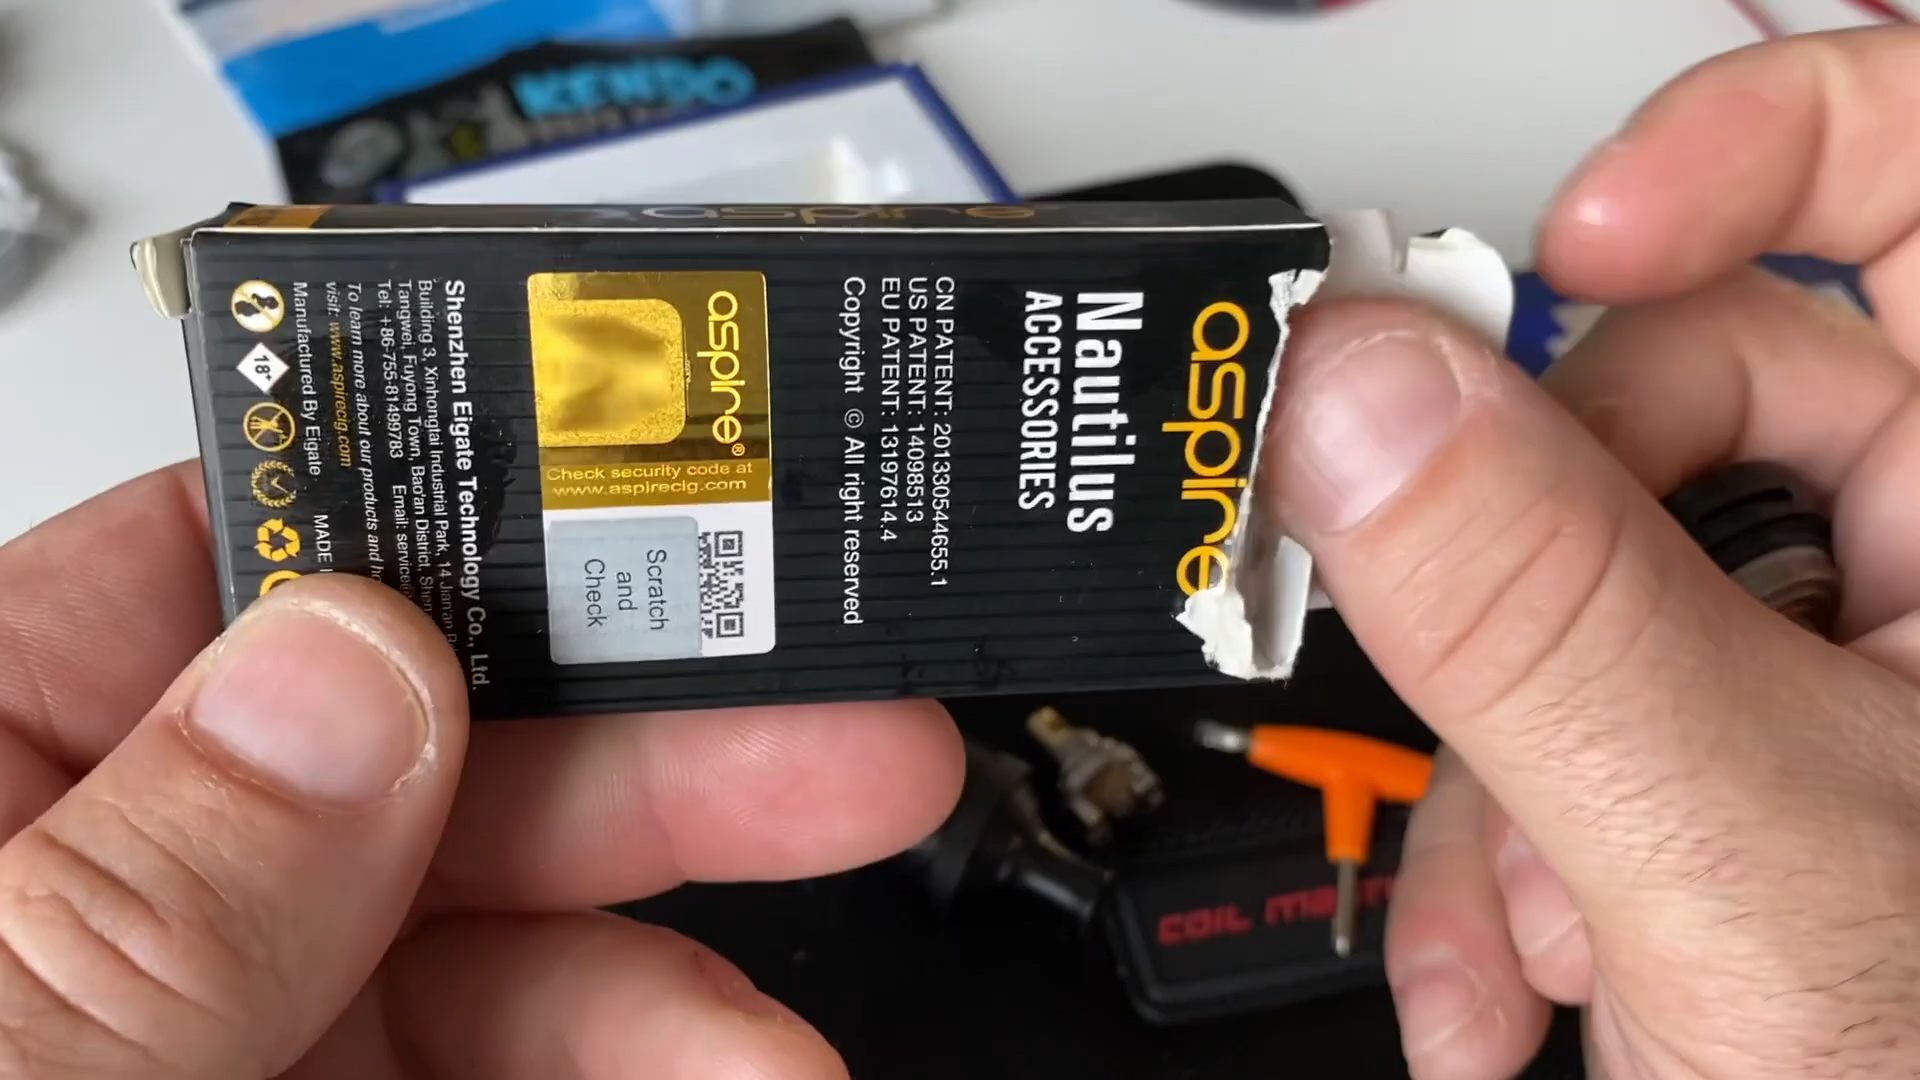 aspire
Nautilus
ACCESSORIES
CN PATENT: 201330544655.1
US PATENT: 14098513
EU PATENT: 13197614.4
Copyright © All right reserved
aspire®
Check security code at
www.aspirecig.com
Scratch
and
Check
Shenzhen Eigate Technology Co., Ltd.
Building 3, Xinhongtai Industrial Park, 14 Jian'an
Tangwei, Fuyong Town, Bao'an District, Shen
Tel: +86-755-81499783 Email: service@
To learn more about our products and
visit: www.aspirecig.com
Manufactured By Eigate MADE
18+
aspire
KENDO
COIL